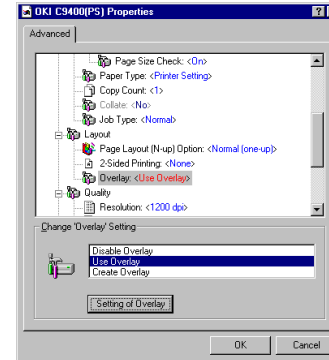 OKI C9400(PS) Properties
Advanced
Page Size Check: <On>
Paper Type: <Printer Setting>
Copy Count: <1>
Collate: <No>
Job Type: <Normal>
Layout
Page Layout (N-up) Option: <Normal (one-up)>
2-Sided Printing: <None>
Overlay: <Use Overlay>
Quality
Resolution: <1200 dpi>
Change 'Overlay' Setting
Disable Overlay
Use Overlay
Create Overlay
Setting of Overlay
OK
Cancel